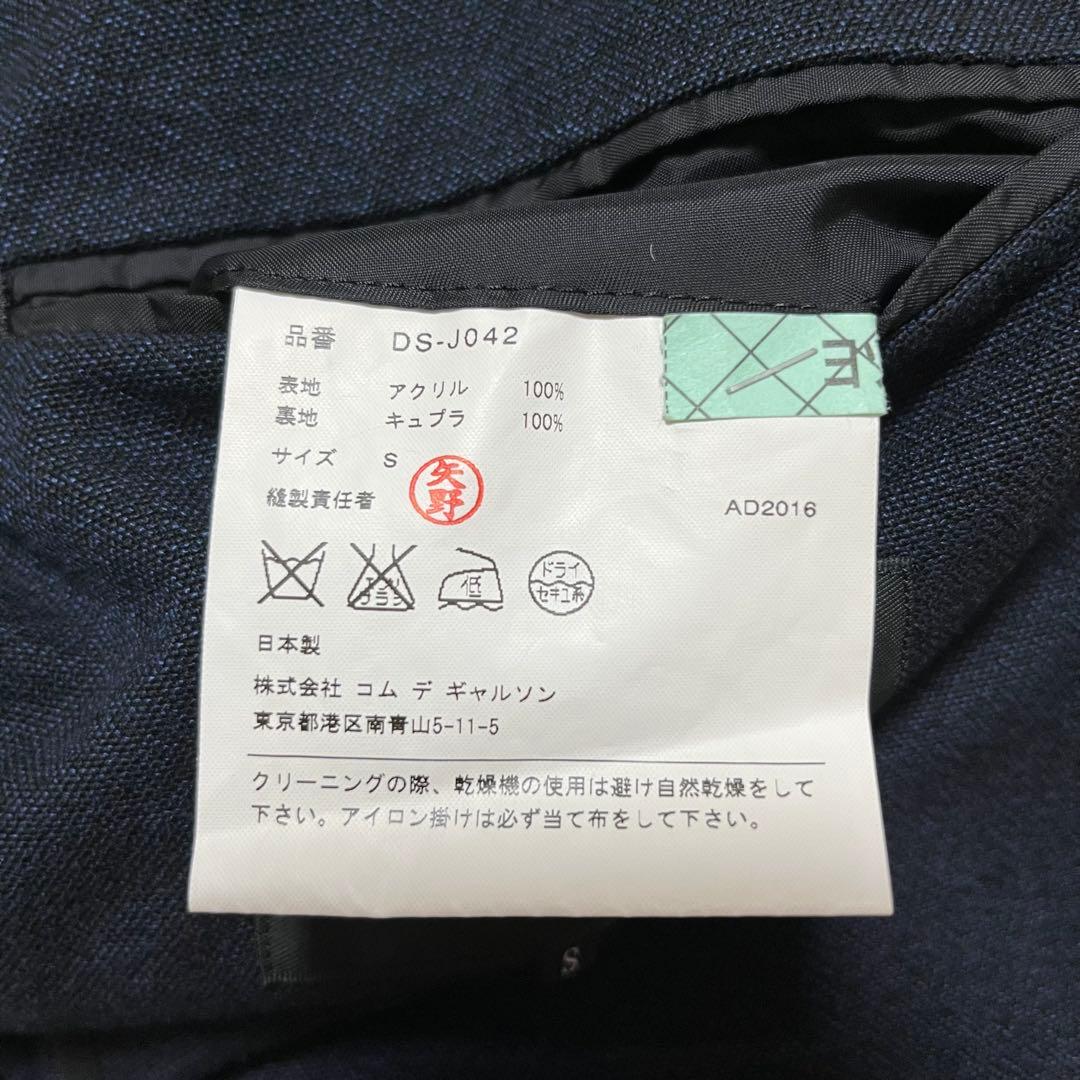 品番 DS-J042
表地 アクリル 100%
裏地 キュプラ 100%
サイズ S
縫製責任者 矢野
AD2016
低
ドライ
セキユ系
日本製
株式会社 コム デ ギャルソン
東京都港区南青山5-11-5
クリーニングの際、乾燥機の使用は避け自然乾燥をして
下さい。アイロン掛けは必ず当て布をして下さい。
S